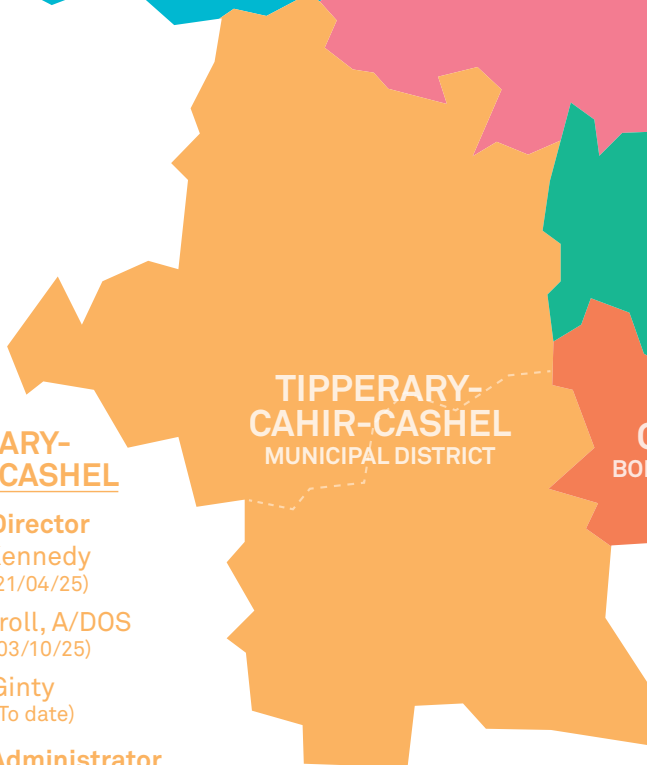 TIPPERARY-
CAHIR-CASHEL
MUNICIPAL DISTRICT
ARY-
CASHEL
Director
ennedy
21/04/25)
roll, A/DOS
03/10/25)
Ginty
To date)
Administrator
BO